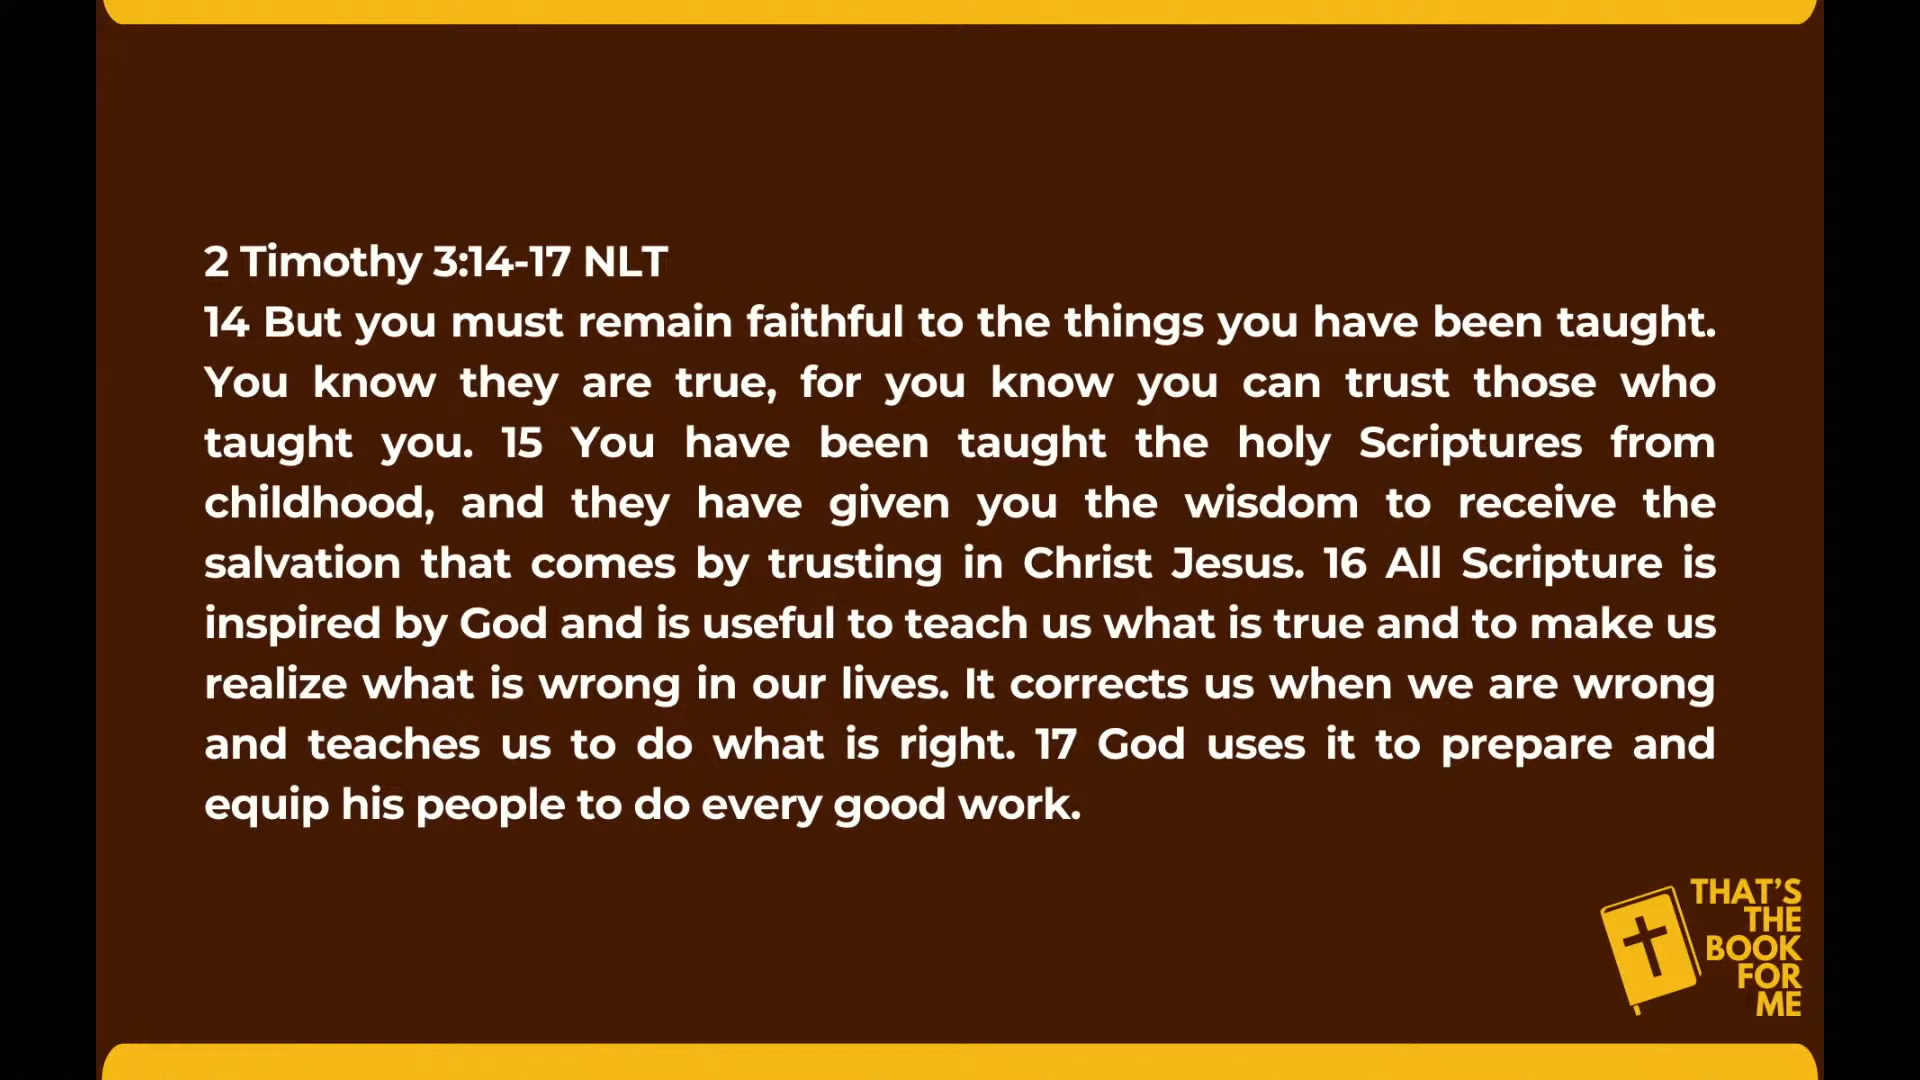 2 Timothy 3:14-17 NLT
14 But you must remain faithful to the things you have been taught.
You know they are true, for you know you can trust those who
taught you. 15 You have been taught the holy Scriptures from
childhood, and they have given you the wisdom to receive the
salvation that comes by trusting in Christ Jesus. 16 All Scripture is
inspired by God and is useful to teach us what is true and to make us
realize what is wrong in our lives. It corrects us when we are wrong
and teaches us to do what is right. 17 God uses it to prepare and
equip his people to do every good work.
THAT'S
THE
BOOK
FOR
ME